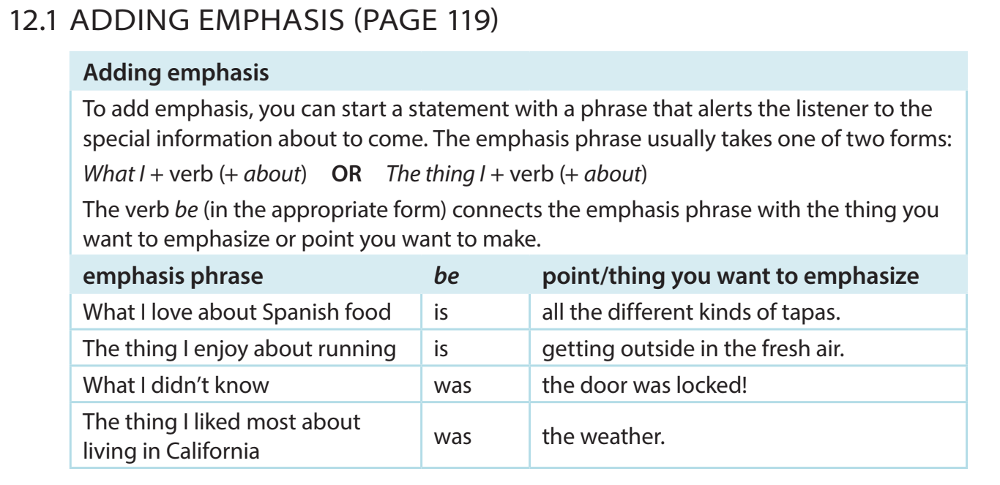 12.1 ADDING EMPHASIS (PAGE 119)
Adding emphasis
To add emphasis, you can start a statement with a phrase that alerts the listener to the
special information about to come. The emphasis phrase usually takes one of two forms:
What I + verb (+ about) OR The thing I + verb (+ about)
The verb be (in the appropriate form) connects the emphasis phrase with the thing you
want to emphasize or point you want to make.
emphasis phrase be point/thing you want to emphasize
What I love about Spanish food is all the different kinds of tapas.
The thing I enjoy about running is getting outside in the fresh air.
What I didn't know was the door was locked!
The thing I liked most about
living in California was the weather.